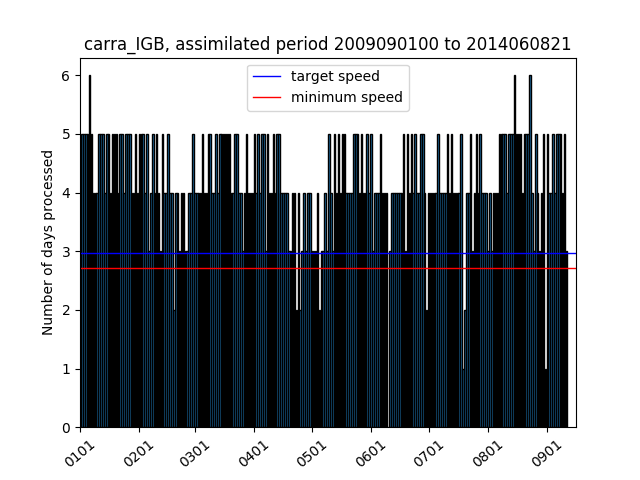 carra_IGB, assimilated period 2009090100 to 2014060821
target speed
minimum speed
Number of days processed
6
5
4
3
2
1
0
0101 0201 0301 0401 0501 0601 0701 0801 0901